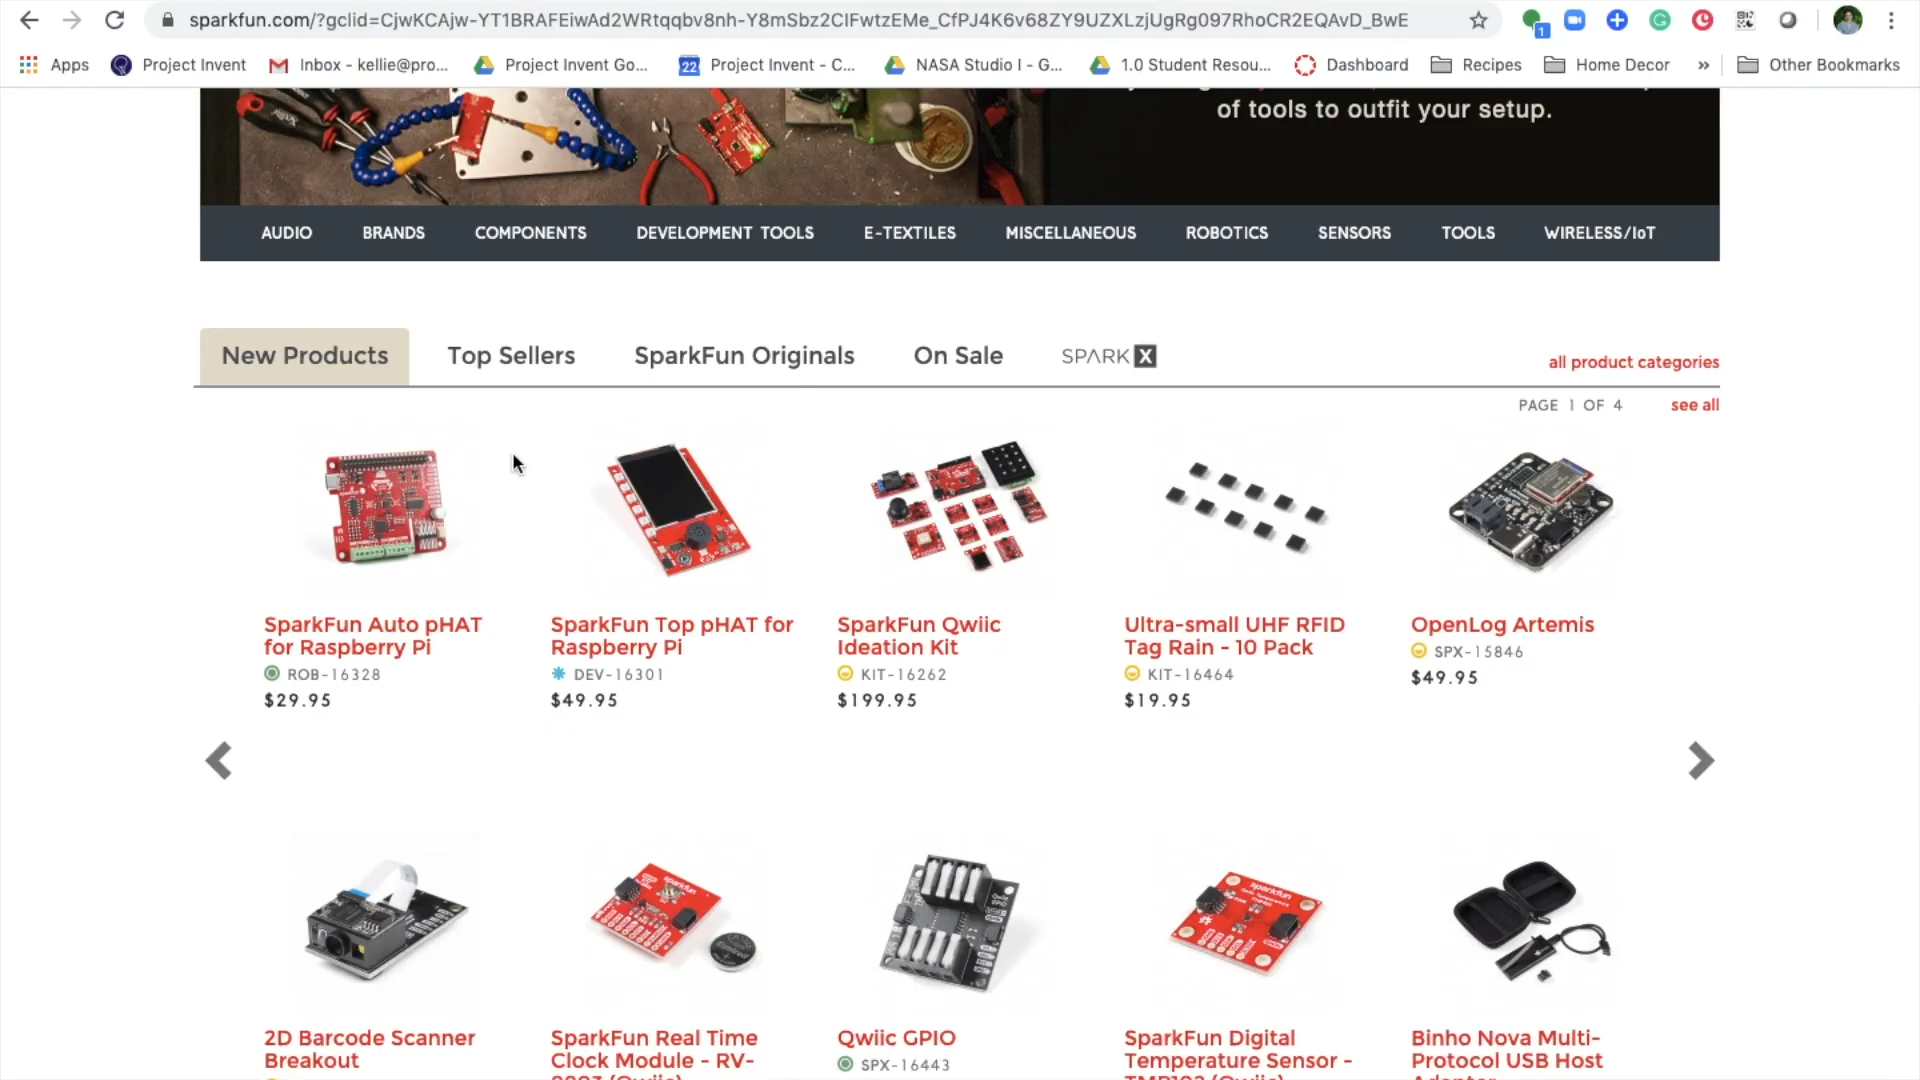 sparkfun.com/?gclid=CjwKCAjw-YT1BRAFEiwAd2WRtqqbv8nh-Y8mSbz2CIFwtzEMe_CfPJ4K6v68ZY9UZXLzjUgRg097RhoCR2EQAvD_BwE
1
Apps Project Invent Inbox - kellie@pro... Project Invent Go... 22 Project Invent - C... NASA Studio I - G... 1.0 Student Resou... Dashboard Recipes Home Decor » Other Bookmarks
of tools to outfit your setup.
AUDIO BRANDS COMPONENTS DEVELOPMENT TOOLS E-TEXTILES MISCELLANEOUS ROBOTICS SENSORS TOOLS WIRELESS/IoT
New Products Top Sellers SparkFun Originals On Sale SPARK X all product categories
PAGE 1 OF 4 see all
SparkFun Auto pHAT
for Raspberry Pi
ROB-16328
$29.95
SparkFun Top pHAT for
Raspberry Pi
DEV-16301
$49.95
SparkFun Qwiic
Ideation Kit
KIT-16262
$199.95
Ultra-small UHF RFID
Tag Rain - 10 Pack
KIT-16464
$19.95
OpenLog Artemis
SPX-15846
$49.95
2D Barcode Scanner
Breakout
SparkFun Real Time
Clock Module - RV-
Qwiic GPIO
SPX-16443
SparkFun Digital
Temperature Sensor -
Binho Nova Multi-
Protocol USB Host